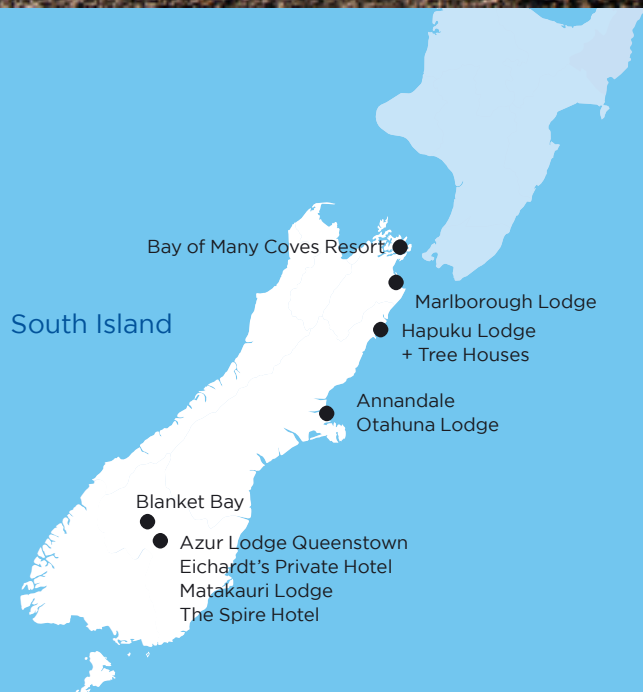 Bay of Many Coves Resort
Marlborough Lodge
South Island
Hapuku Lodge
+ Tree Houses
Annandale
Otahuna Lodge
Blanket Bay
Azur Lodge Queenstown
Eichardt’s Private Hotel
Matakauri Lodge
The Spire Hotel